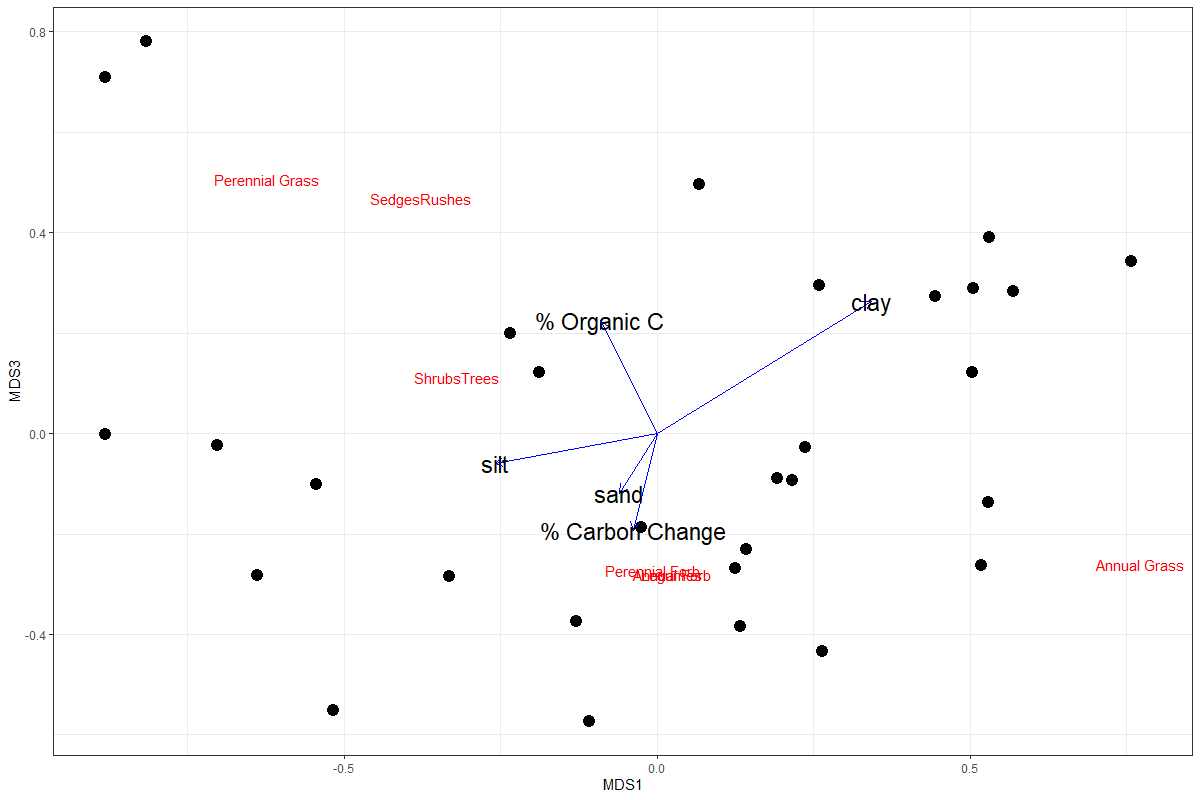 0.8
Perennial Grass
SedgesRushes
0.4
clay
% Organic C
ShrubsTrees
MDS3
0.0
silt
sand
% Carbon Change
Perennial Forb
Annual Grass
-0.4
-0.5
0.0
0.5
MDS1